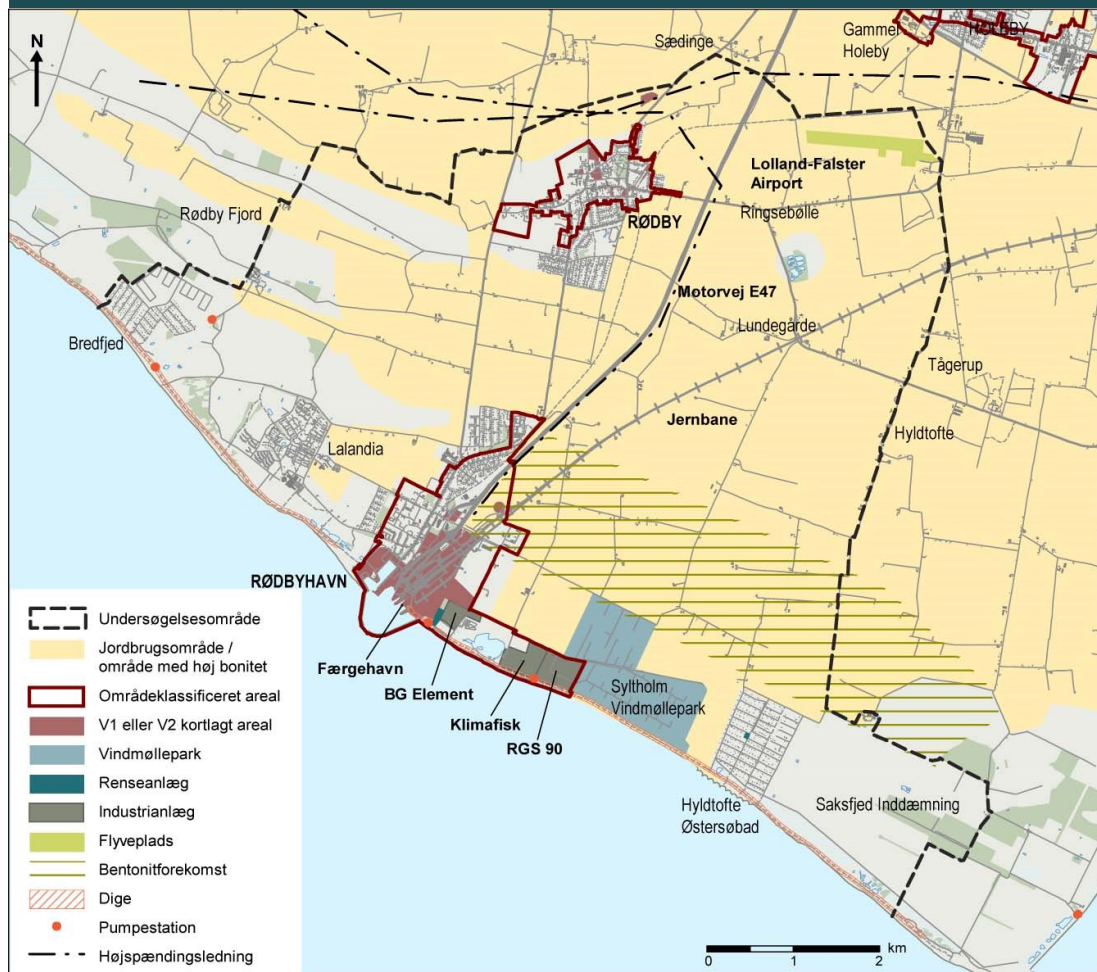 N
Sædinge
Gammel
Holeby
HOLEBY
Lolland-Falster
Airport
Rødby Fjord
RØDBY
Ringsebølle
Motorvej E47
Lundegårde
Bredfjed
Tågerup
Jernbane
Hyldtofte
Lalandia
RØDBYHAVN
Færgehavn
BG Element
Klimafisk
RGS 90
Syltholm
Vindmøllepark
Hyldtofte
Østersøbad
Saksfjed Inddæmning
Undersøgelsesområde
Jordbrugsområde /
område med høj bonitet
Områdeklassificeret areal
V1 eller V2 kortlagt areal
Vindmøllepark
Renseanlæg
Industrianlæg
Flyveplads
Bentonitforekomst
Dige
Pumpestation
Højspændingsledning
km
0 1 2